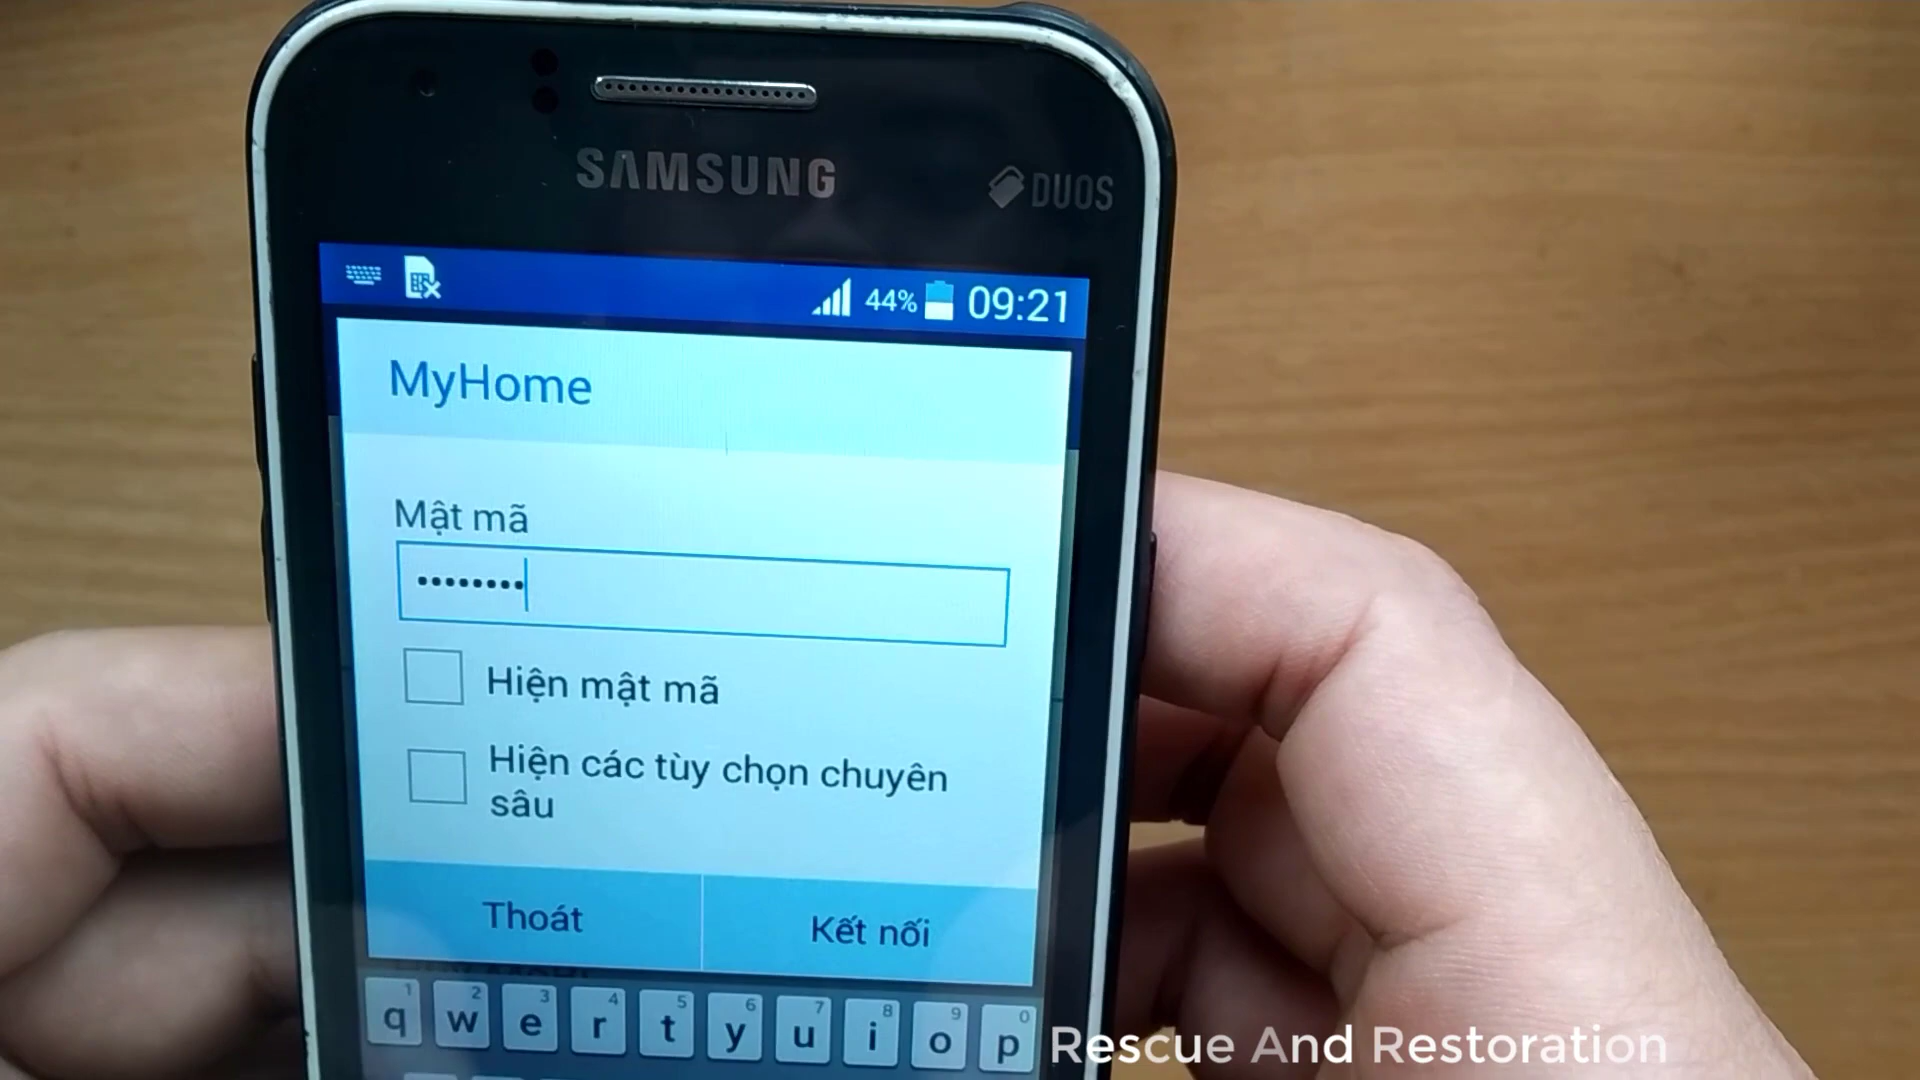 SAMSUNG
DUOS
44% 09:21
MyHome
Mật mã
••••••••
Hiện mật mã
Hiện các tùy chọn chuyên
sâu
Thoát
Kết nối
1 2 3 4 5 6 7 8 9 0
q w e r t y u i o p
Rescue And Restoration